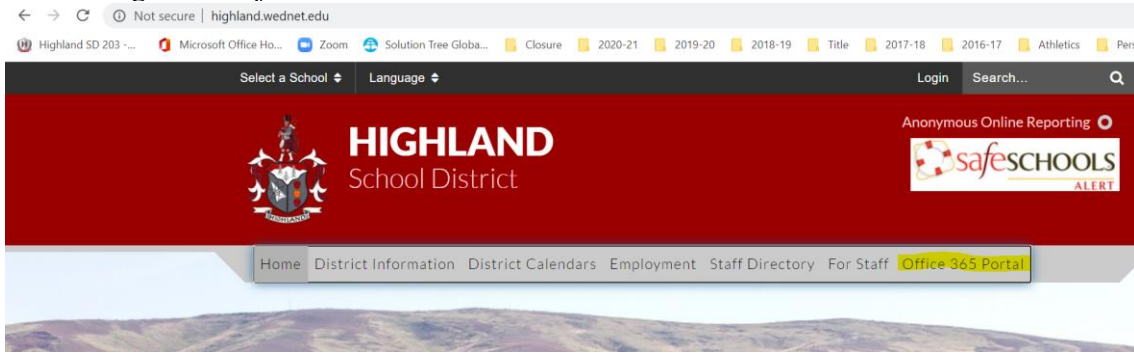 Not secure | highland.wednet.edu
Highland SD 203 -... Microsoft Office Ho... Zoom Solution Tree Globa... Closure 2020-21 2019-20 2018-19 Title 2017-18 2016-17 Athletics Pers
Select a School Language Login Search...
Anonymous Online Reporting
HIGHLAND
School District
safeSCHOOLS
ALERT
HIGHLAND
Home District Information District Calendars Employment Staff Directory For Staff Office 365 Portal